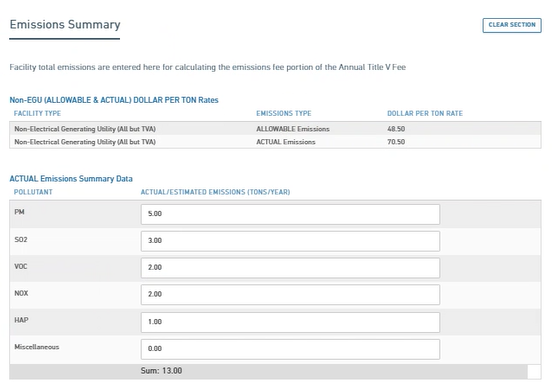 Emissions Summary
CLEAR SECTION
Facility total emissions are entered here for calculating the emissions fee portion of the Annual Title V Fee
Non-EGU (ALLOWABLE & ACTUAL) DOLLAR PER TON Rates
FACILITY TYPE EMISSIONS TYPE DOLLAR PER TON RATE
Non-Electrical Generating Utility (All but TVA) ALLOWABLE Emissions 48.50
Non-Electrical Generating Utility (All but TVA) ACTUAL Emissions 70.50
ACTUAL Emissions Summary Data
POLLUTANT ACTUAL/ESTIMATED EMISSIONS (TONS/YEAR)
PM 5.00
SO2 3.00
VOC 2.00
NOX 2.00
HAP 1.00
Miscellaneous 0.00
Sum: 13.00